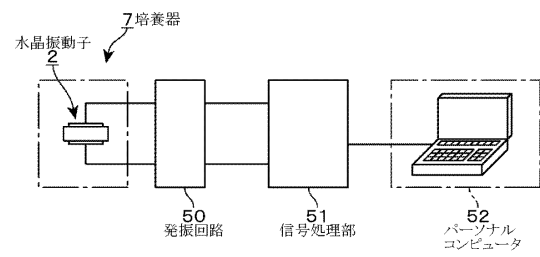 7 培養器
水晶振動子
2
50
発振回路
51
信号処理部
52
パーソナル
コンピュータ